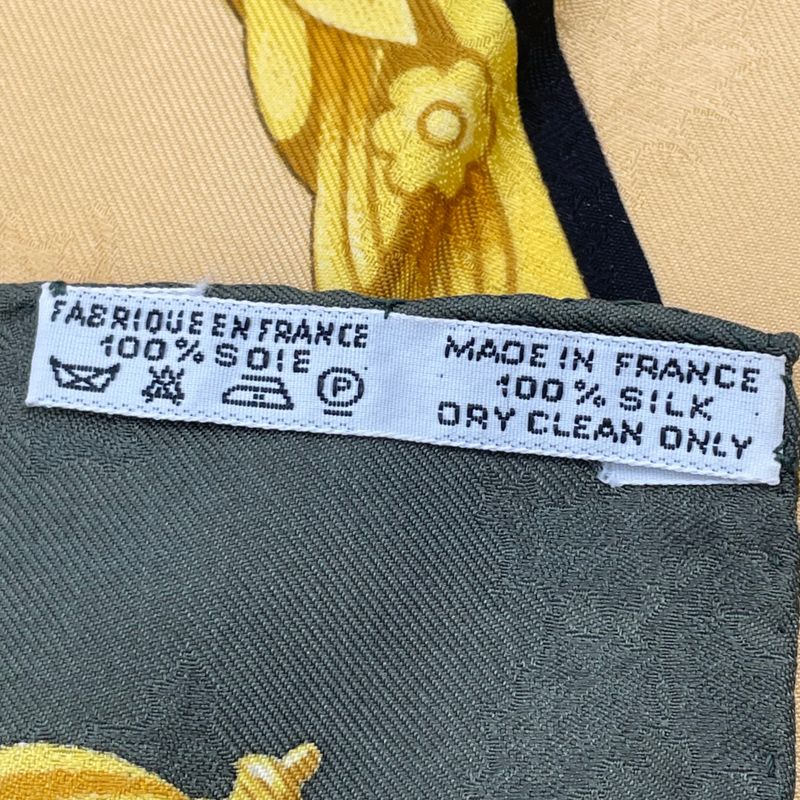 FABRIQUE EN FRANCE
100% SOIE
P
MADE IN FRANCE
100% SILK
DRY CLEAN ONLY